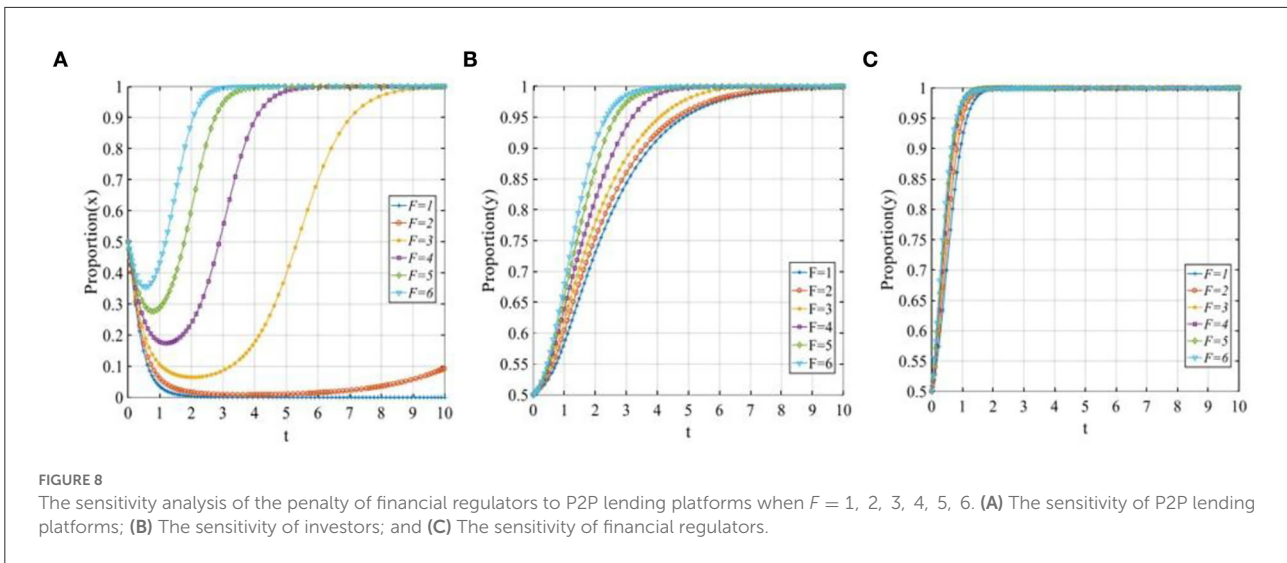 A
B
C
Proportion(x)
1
0.9
0.8
0.7
0.6
0.5
0.4
0.3
0.2
0.1
0
F=1
F=2
F=3
F=4
F=5
F=6
0 1 2 3 4 5 6 7 8 9 10
t
Proportion(y)
1
0.95
0.9
0.85
0.8
0.75
0.7
0.65
0.6
0.55
0.5
F=1
F=2
F=3
F=4
F=5
F=6
0 1 2 3 4 5 6 7 8 9 10
t
Proportion(y)
1
0.95
0.9
0.85
0.8
0.75
0.7
0.65
0.6
0.55
0.5
F=1
F=2
F=3
F=4
F=5
F=6
0 1 2 3 4 5 6 7 8 9 10
t
FIGURE 8
The sensitivity analysis of the penalty of financial regulators to P2P lending platforms when F = 1, 2, 3, 4, 5, 6. (A) The sensitivity of P2P lending
platforms; (B) The sensitivity of investors; and (C) The sensitivity of financial regulators.